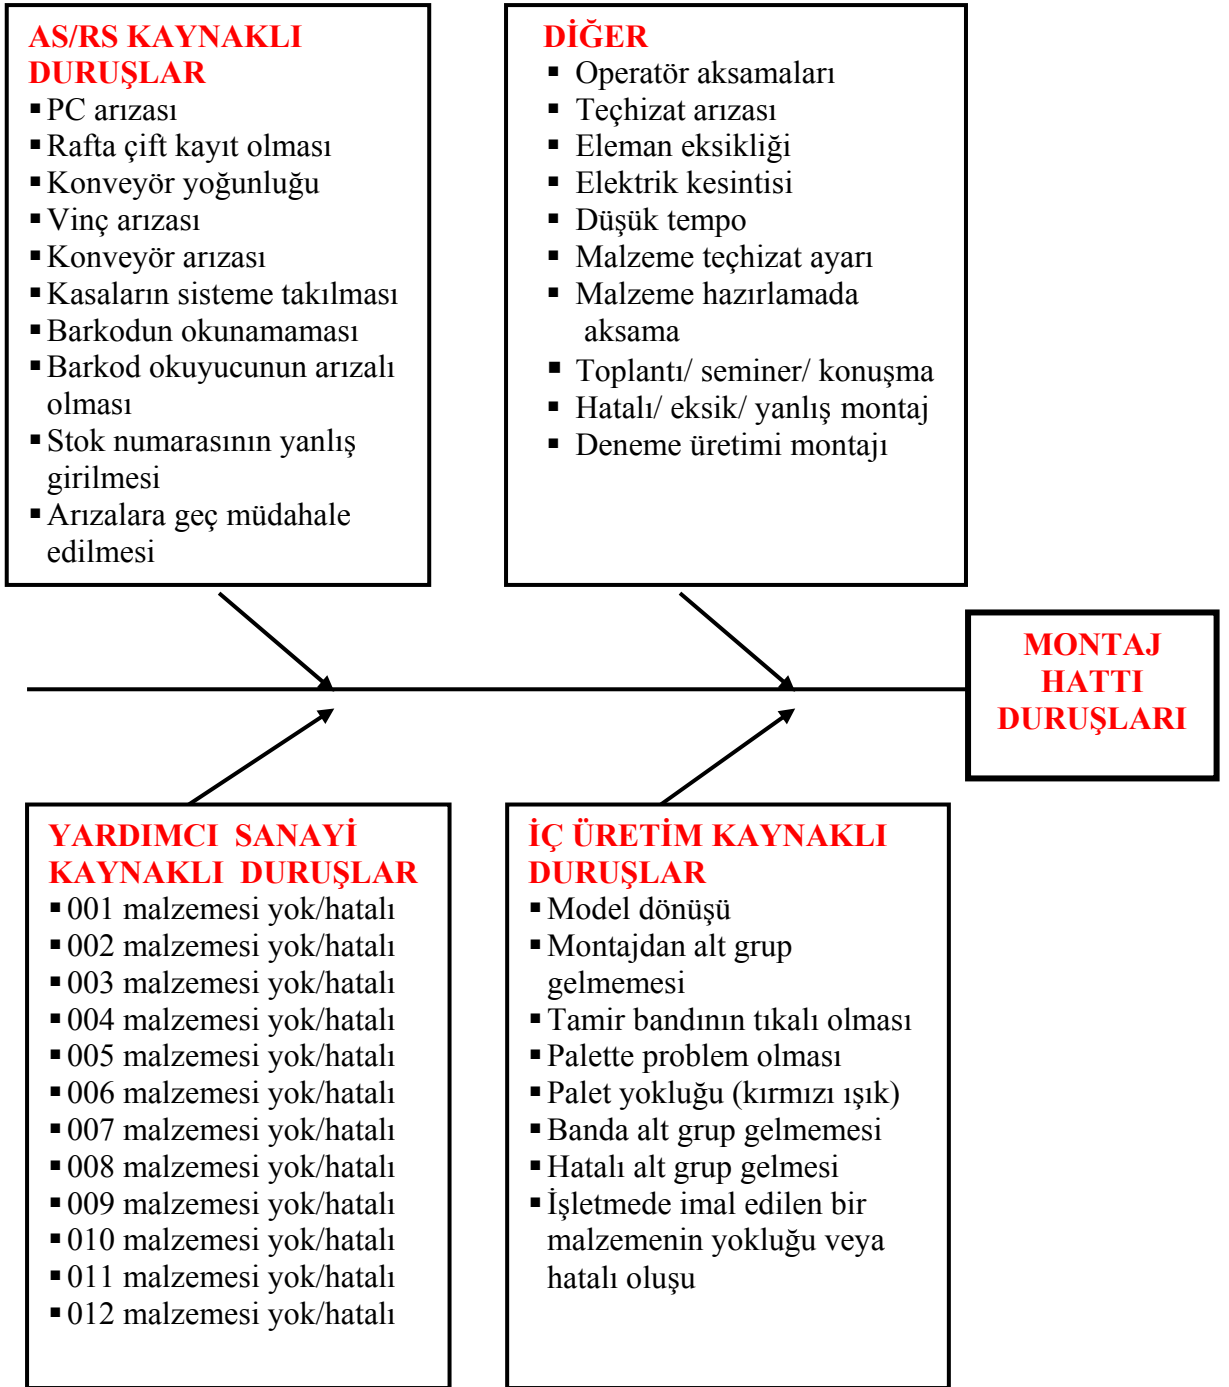 AS/RS KAYNAKLI
DURUŞLAR
▪PC arızası
▪Rafta çift kayıt olması
▪Konveyör yoğunluğu
▪Vinç arızası
▪Konveyör arızası
▪Kasaların sisteme takılması
▪Barkodun okunamaması
▪Barkod okuyucunun arızalı
olması
▪Stok numarasının yanlış
girilmesi
▪Arızalara geç müdahale
edilmesi
DİĞER
▪ Operatör aksamaları
▪ Teçhizat arızası
▪ Eleman eksikliği
▪ Elektrik kesintisi
▪ Düşük tempo
▪ Malzeme teçhizat ayarı
▪ Malzeme hazırlamada
aksama
▪ Toplantı/ seminer/ konuşma
▪ Hatalı/ eksik/ yanlış montaj
▪ Deneme üretimi montajı
MONTAJ
HATTI
DURUŞLARI
YARDIMCI SANAYİ
KAYNAKLI DURUŞLAR
▪001 malzemesi yok/hatalı
▪002 malzemesi yok/hatalı
▪003 malzemesi yok/hatalı
▪004 malzemesi yok/hatalı
▪005 malzemesi yok/hatalı
▪006 malzemesi yok/hatalı
▪007 malzemesi yok/hatalı
▪008 malzemesi yok/hatalı
▪009 malzemesi yok/hatalı
▪010 malzemesi yok/hatalı
▪011 malzemesi yok/hatalı
▪012 malzemesi yok/hatalı
İÇ ÜRETİM KAYNAKLI
DURUŞLAR
▪Model dönüşü
▪Montajdan alt grup
gelmemesi
▪Tamir bandının tıkalı olması
▪Palette problem olması
▪Palet yokluğu (kırmızı ışık)
▪Banda alt grup gelmemesi
▪Hatalı alt grup gelmesi
▪İşletmede imal edilen bir
malzemenin yokluğu veya
hatalı oluşu